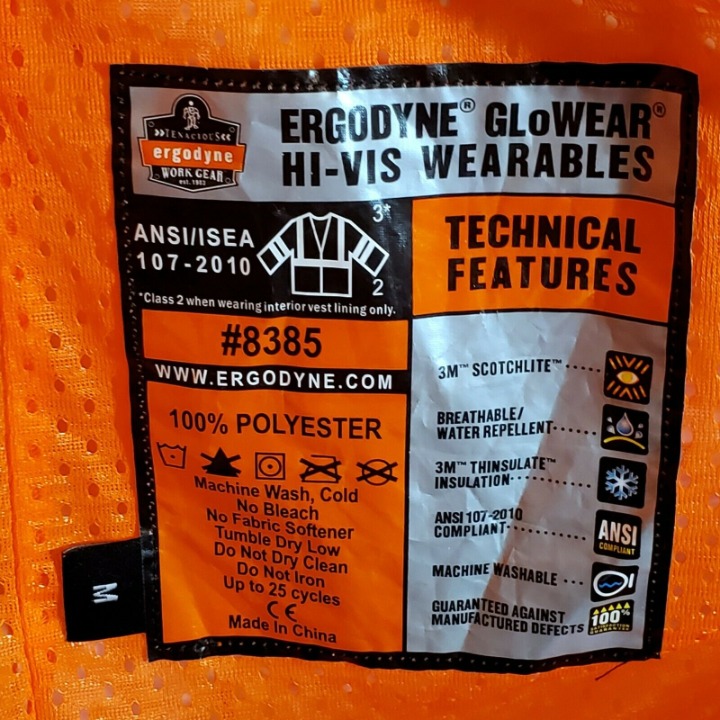 »»TENACIOUS««
ergodyne
WORK GEAR
est. 1983
ERGODYNE® GLoWEAR®
HI-VIS WEARABLES
ANSI/ISEA
107-2010
3*
2
*Class 2 when wearing interior vest lining only.
#8385
WWW.ERGODYNE.COM
100% POLYESTER
Machine Wash, Cold
No Bleach
No Fabric Softener
Tumble Dry Low
Do Not Dry Clean
Do Not Iron
Up to 25 cycles
CE
Made In China
M
TECHNICAL
FEATURES
3M™ SCOTCHLITE™
BREATHABLE/
WATER REPELLENT
3M™ THINSULATE™
INSULATION
ANSI 107-2010
COMPLIANT
ANSI
COMPLIANT
MACHINE WASHABLE
GUARANTEED AGAINST
MANUFACTURED DEFECTS
100%
SATISFACTION
GUARANTEE